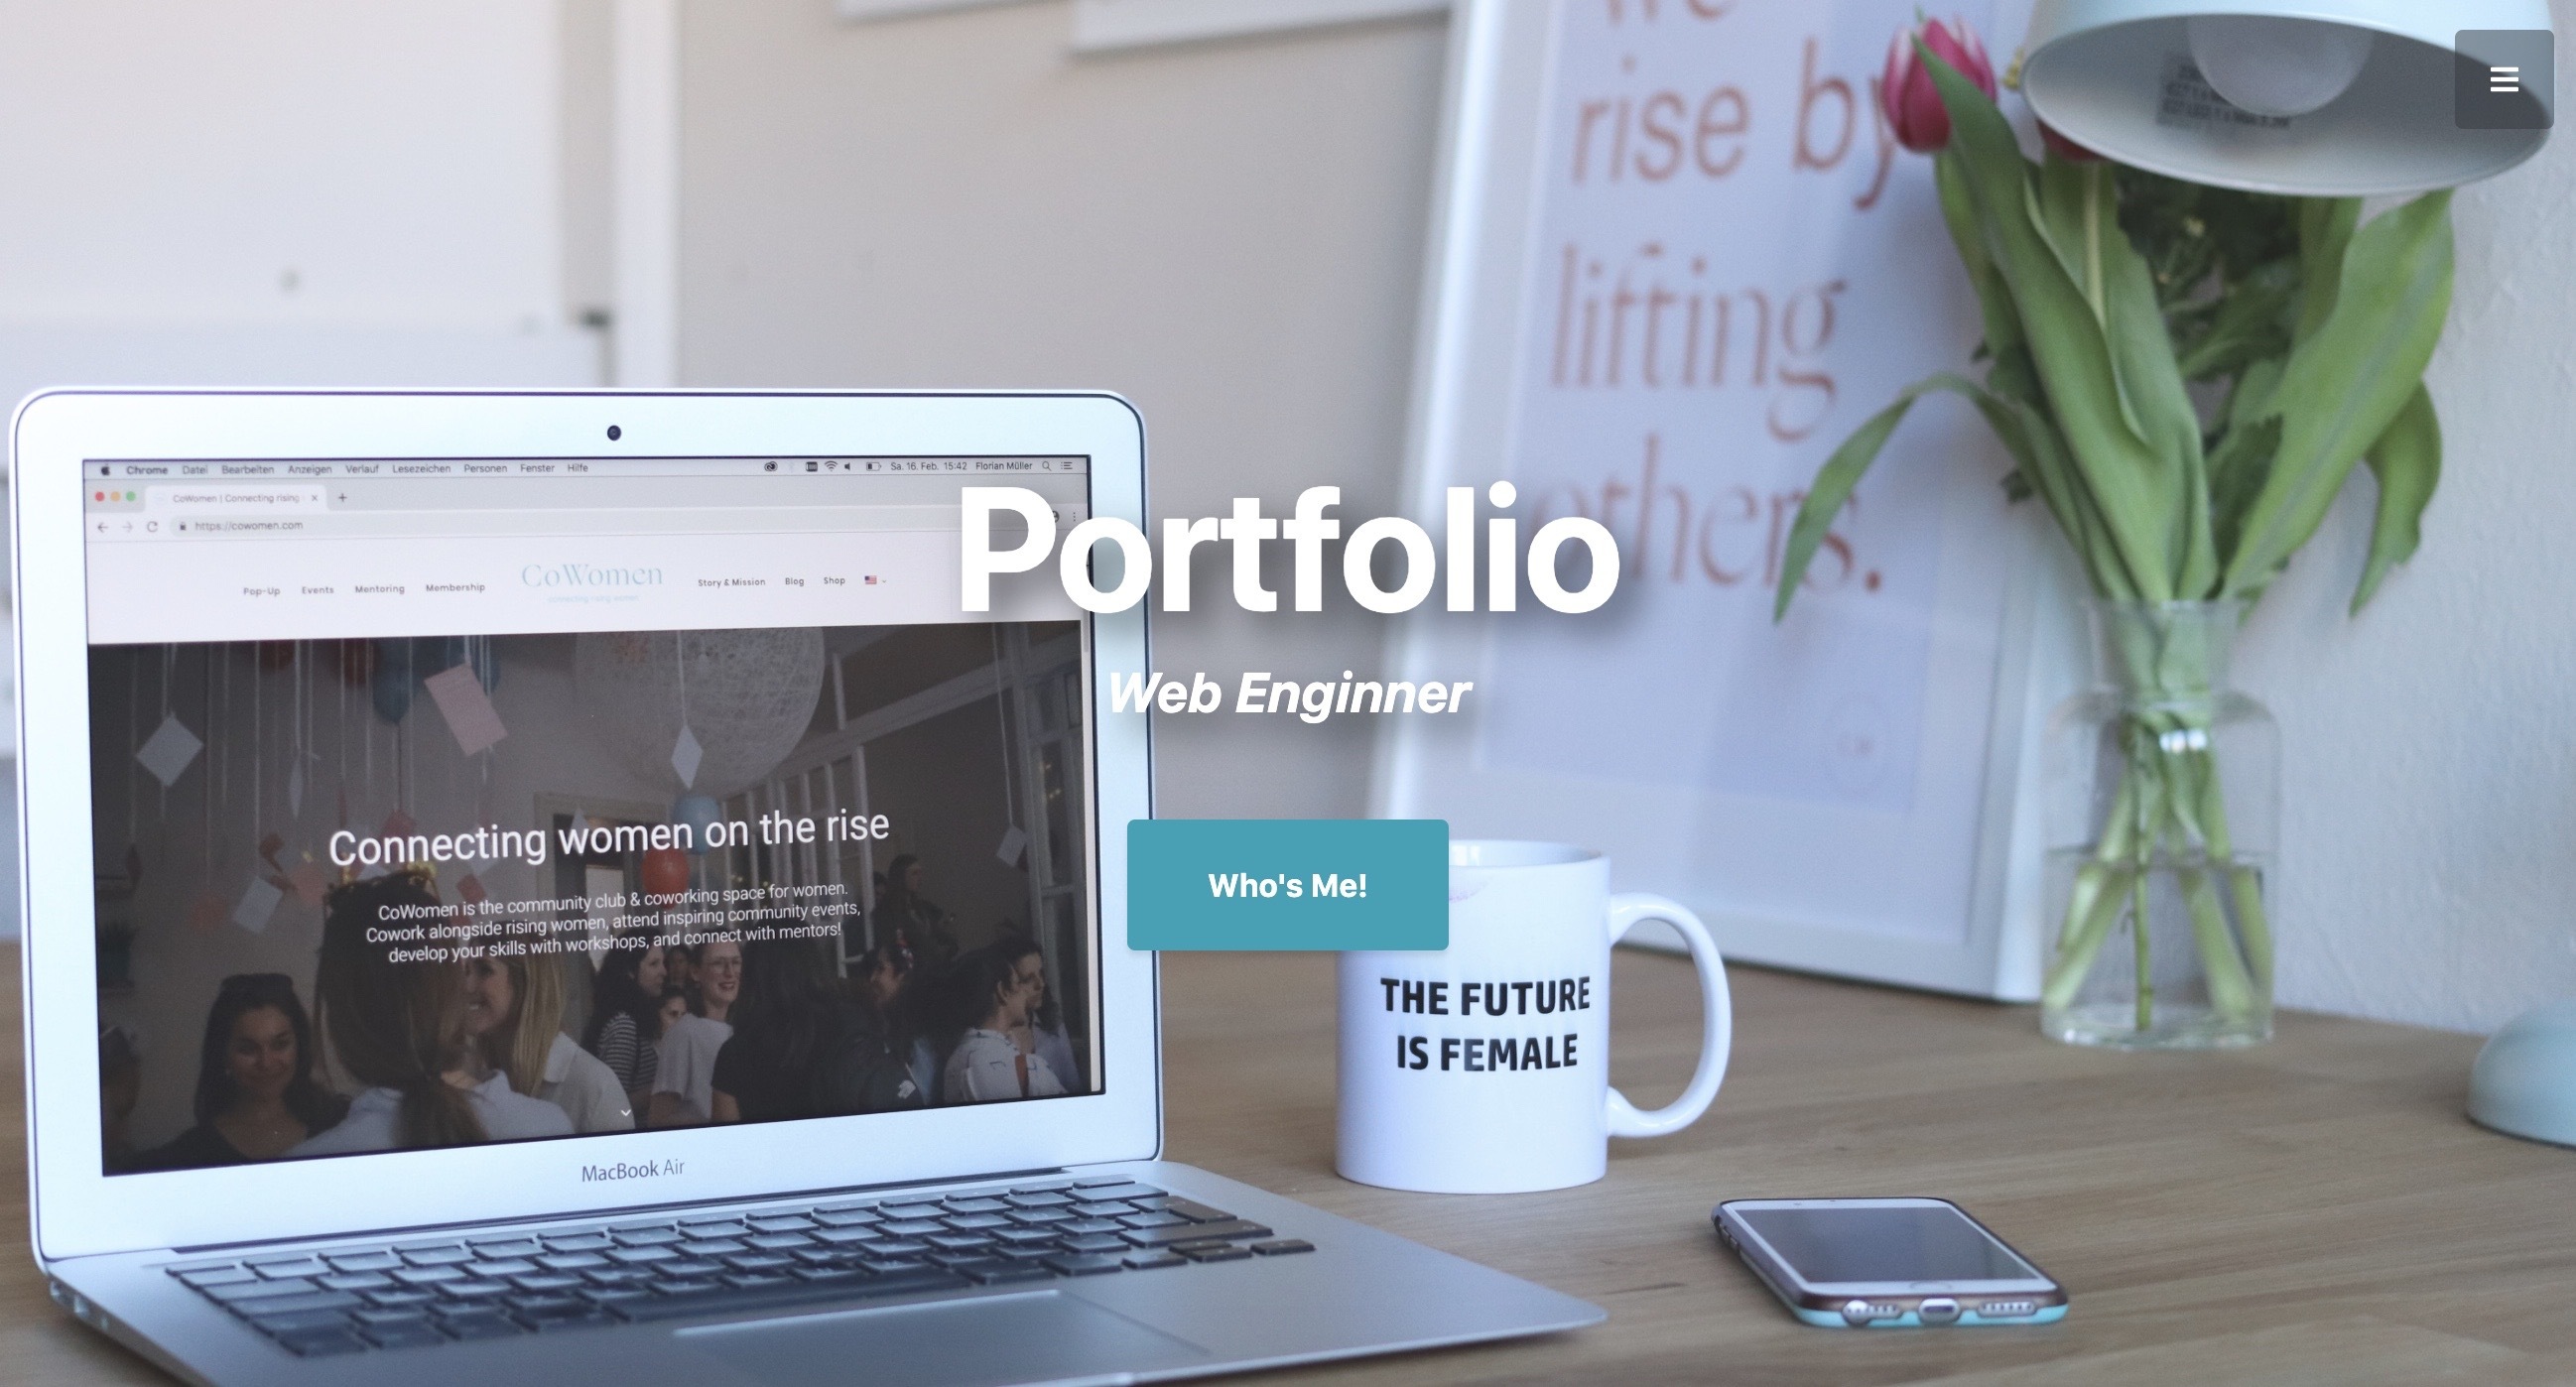 we
rise by
lifting
others.
Chrome Datei Bearbeiten Anzeigen Verlauf Lesezeichen Personen Fenster Hilfe
Sa. 16. Feb. 15:42 Florian Müller
CoWomen | Connecting rising
https://cowomen.com
Pop-Up Events Mentoring Membership CoWomen Story & Mission Blog Shop
connecting rising women
Portfolio
Web Enginner
Connecting women on the rise
CoWomen is the community club & coworking space for women.
Cowork alongside rising women, attend inspiring community events,
develop your skills with workshops, and connect with mentors!
Who's Me!
THE FUTURE
IS FEMALE
MacBook Air